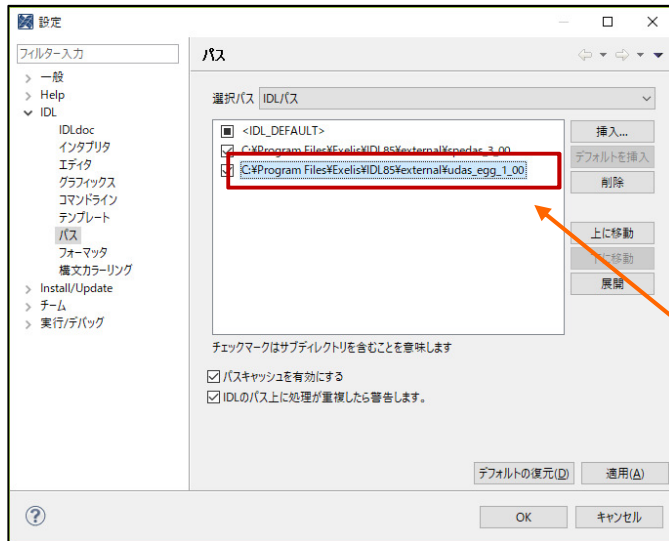 設定
フィルター入力
一般
Help
IDL
IDLdoc
インタプリタ
エディタ
グラフィックス
コマンドライン
テンプレート
パス
フォーマッタ
構文カラーリング
Install/Update
チーム
実行/デバッグ
パス
選択パス IDLパス
<IDL_DEFAULT>
C:¥Program Files¥Exelis¥IDL85¥external¥spedas_3_00
C:¥Program Files¥Exelis¥IDL85¥external¥udas_egg_1_00
挿入...
デフォルトを挿入
削除
上に移動
下に移動
展開
チェックマークはサブディレクトリを含むことを意味します
パスキャッシュを有効にする
IDLのパス上に処理が重複したら警告します。
デフォルトの復元(D) 適用(A)
OK キャンセル